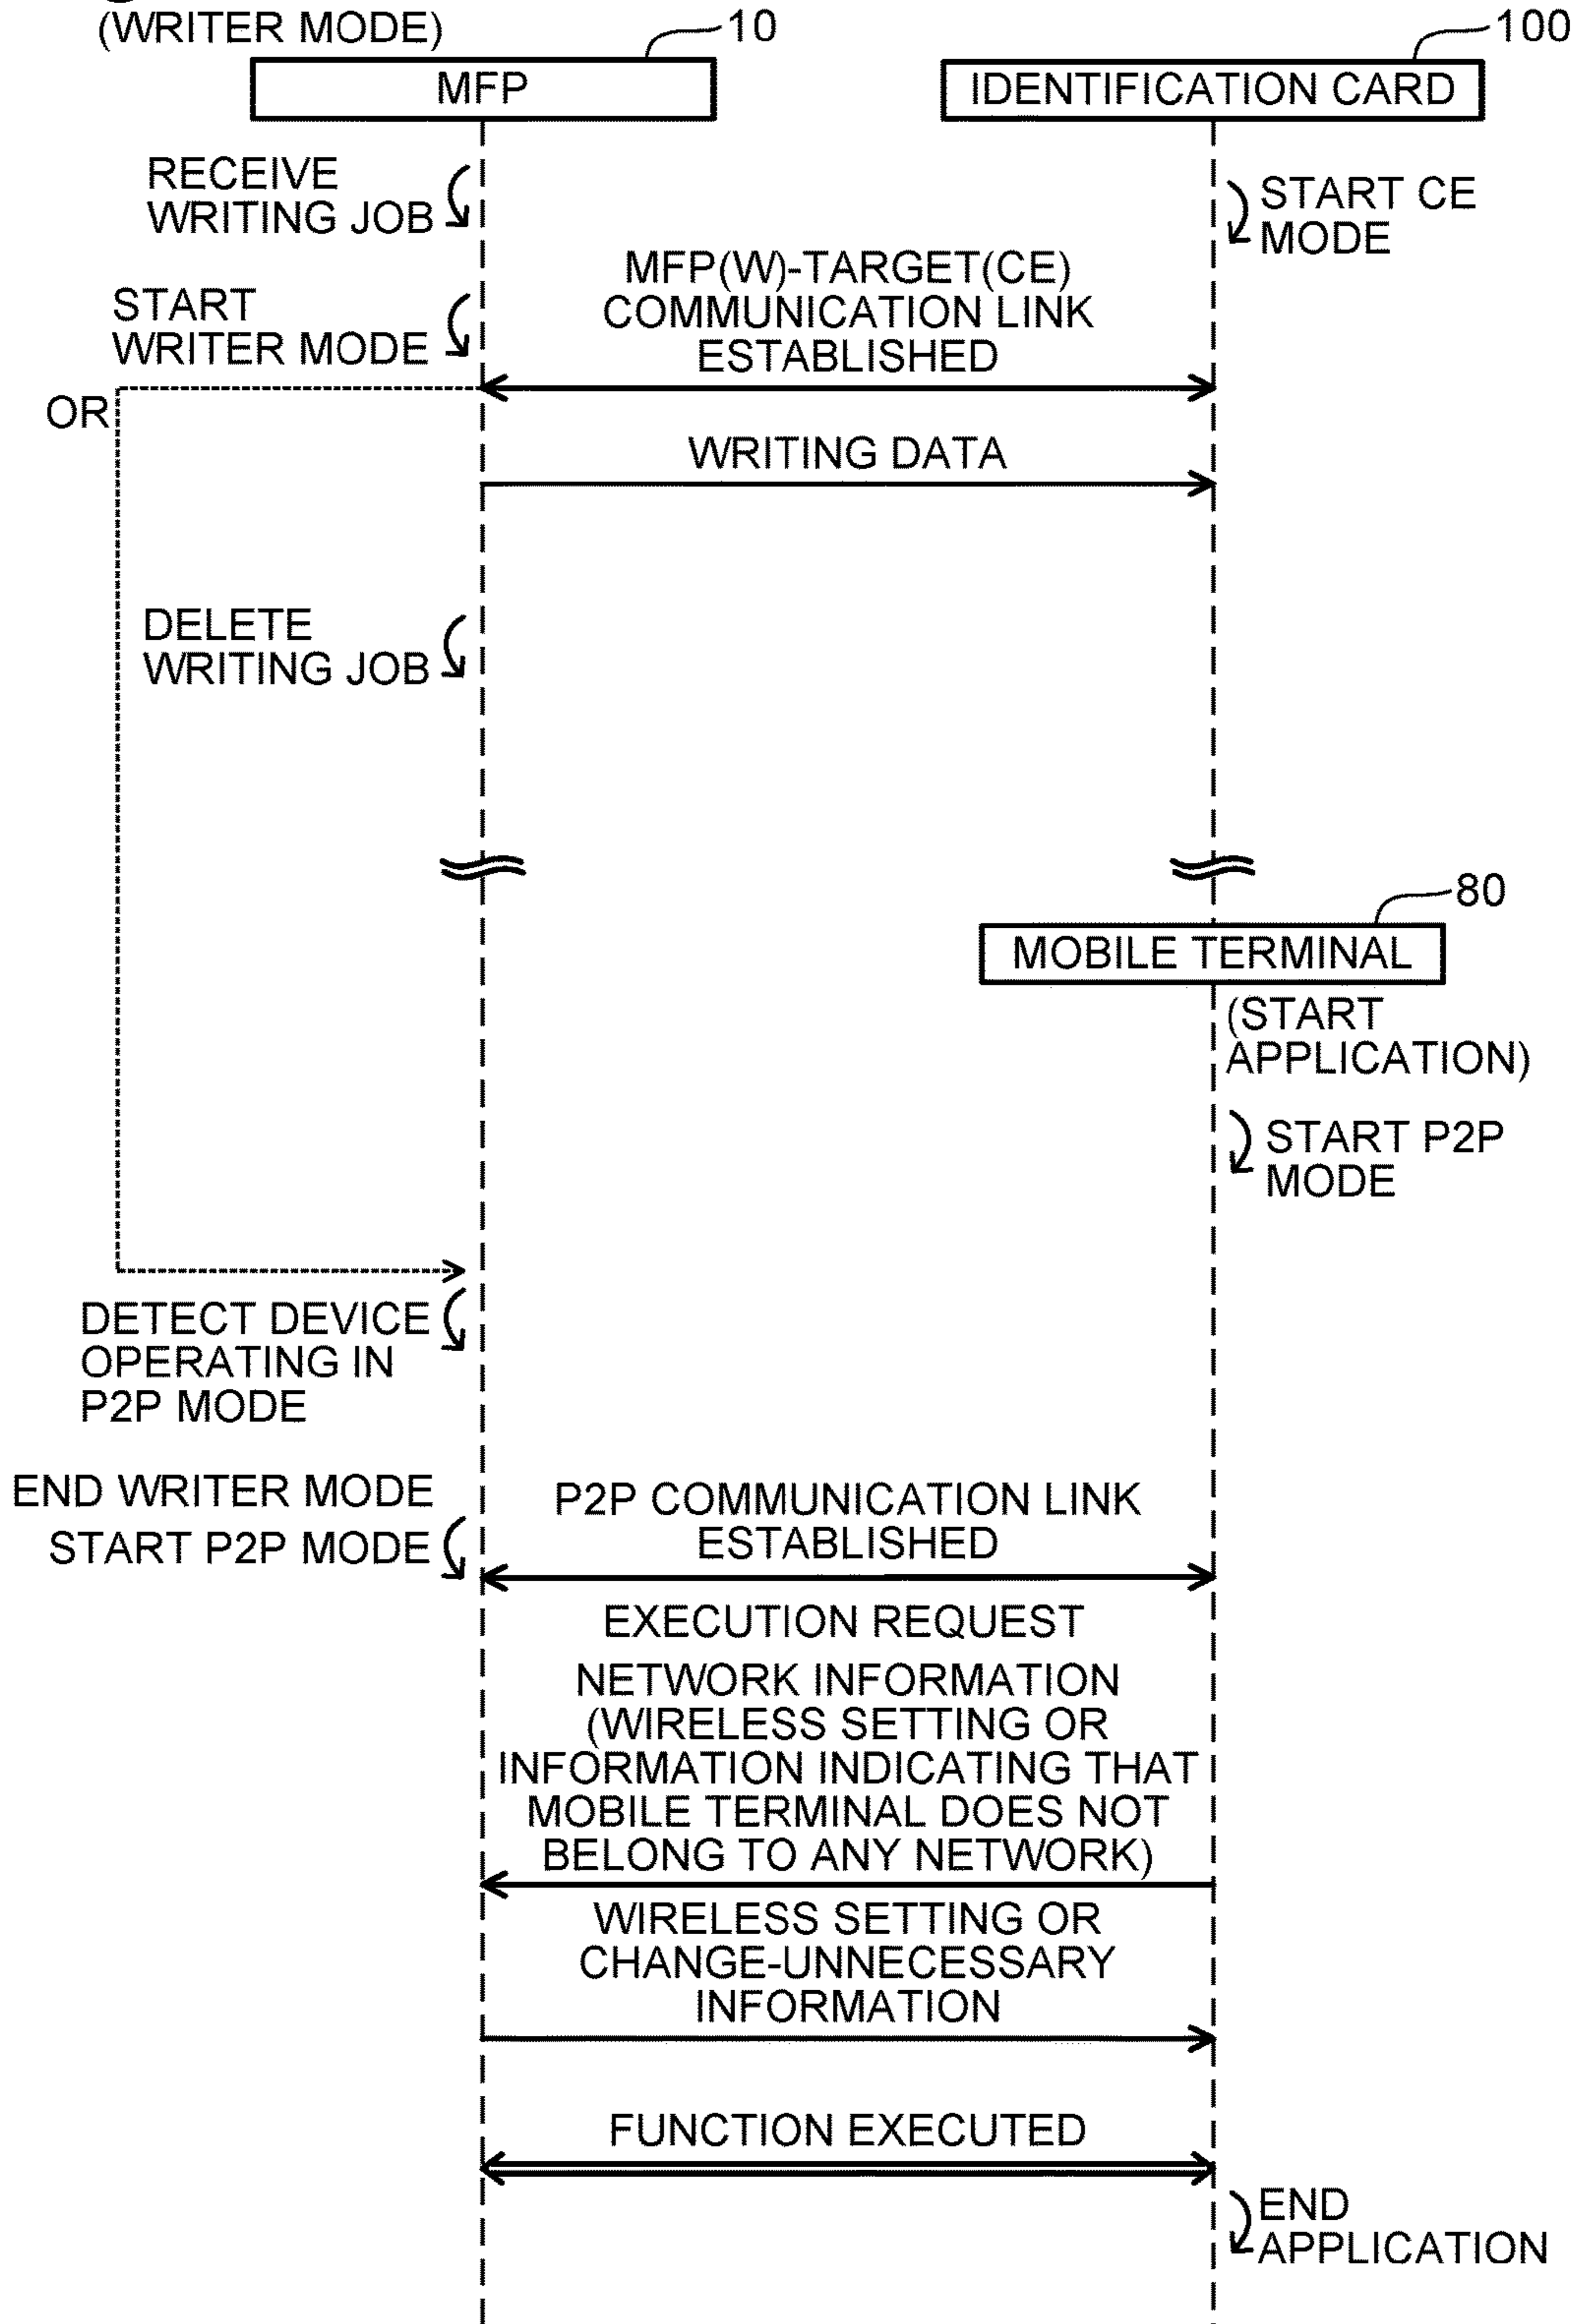 (WRITER MODE)
10
100
MFP
IDENTIFICATION CARD
RECEIVE
WRITING JOB
START CE
MODE
MFP(W)-TARGET(CE)
COMMUNICATION LINK
ESTABLISHED
START
WRITER MODE
OR
WRITING DATA
DELETE
WRITING JOB
80
MOBILE TERMINAL
(START
APPLICATION)
START P2P
MODE
DETECT DEVICE
OPERATING IN
P2P MODE
END WRITER MODE
START P2P MODE
P2P COMMUNICATION LINK
ESTABLISHED
EXECUTION REQUEST
NETWORK INFORMATION
(WIRELESS SETTING OR
INFORMATION INDICATING THAT
MOBILE TERMINAL DOES NOT
BELONG TO ANY NETWORK)
WIRELESS SETTING OR
CHANGE-UNNECESSARY
INFORMATION
FUNCTION EXECUTED
END
APPLICATION